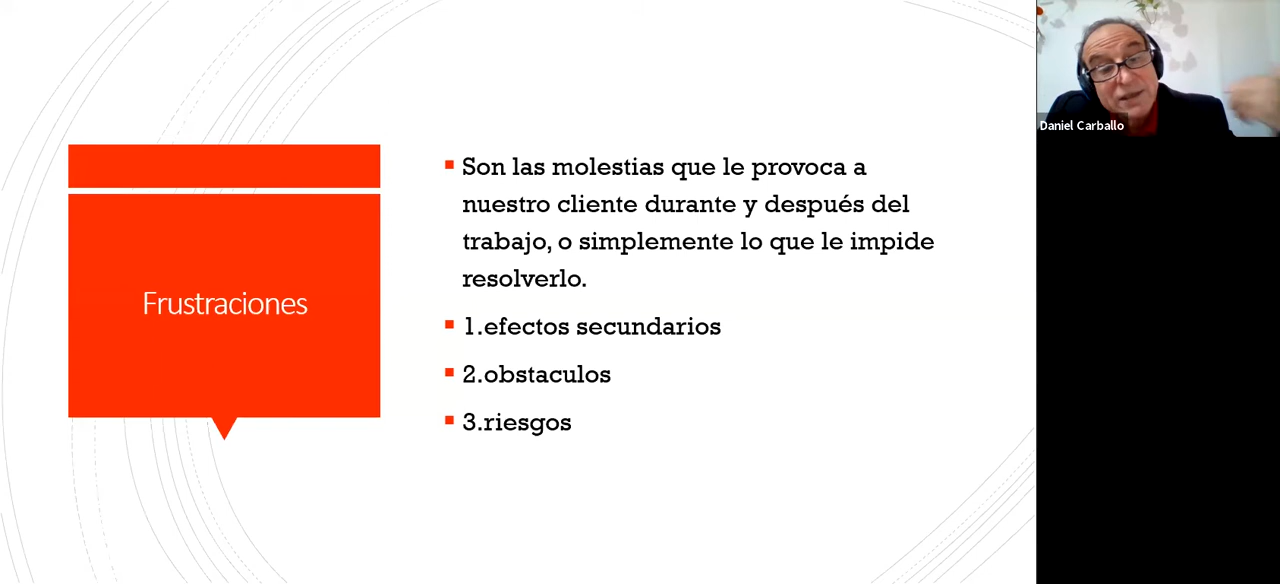 Frustraciones
Son las molestias que le provoca a
nuestro cliente durante y después del
trabajo, o simplemente lo que le impide
resolverlo.
1.efectos secundarios
2.obstaculos
3.riesgos
Daniel Carballo